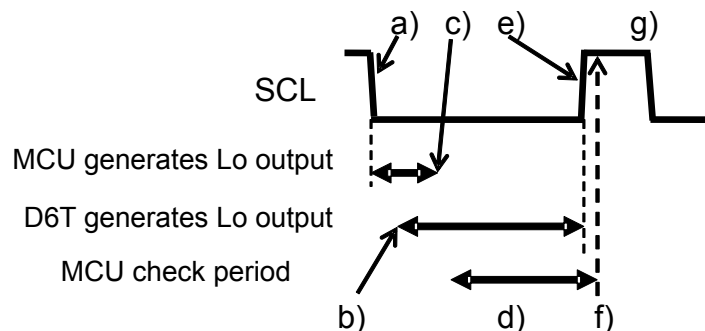 a) c) e) g)
SCL
MCU generates Lo output
D6T generates Lo output
MCU check period
b) d) f)